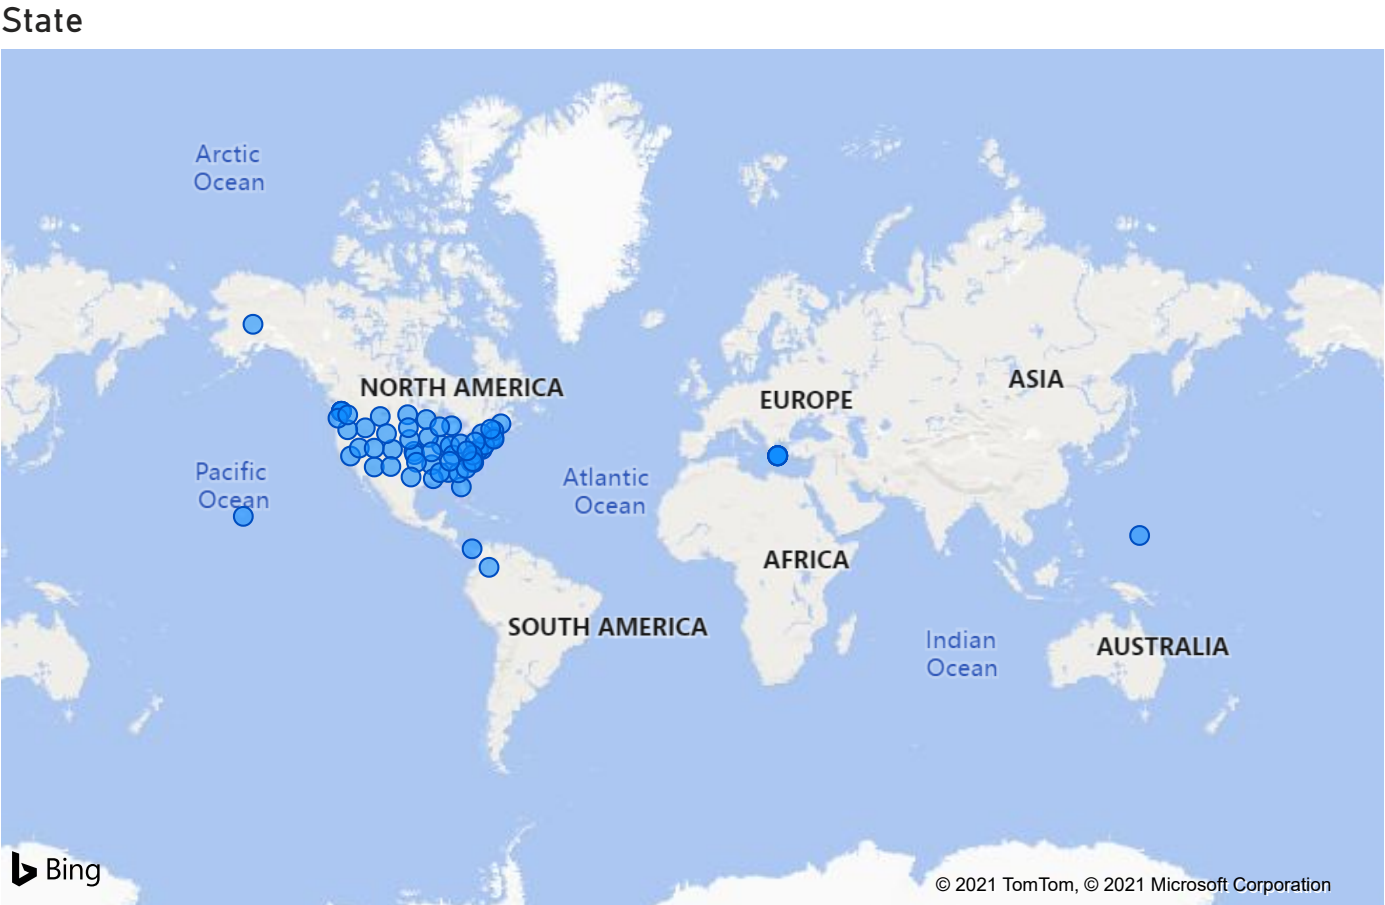 State
Arctic
Ocean
NORTH AMERICA
EUROPE
ASIA
Pacific
Ocean
Atlantic
Ocean
AFRICA
SOUTH AMERICA
Indian
Ocean
AUSTRALIA
Bing
© 2021 TomTom, © 2021 Microsoft Corporation